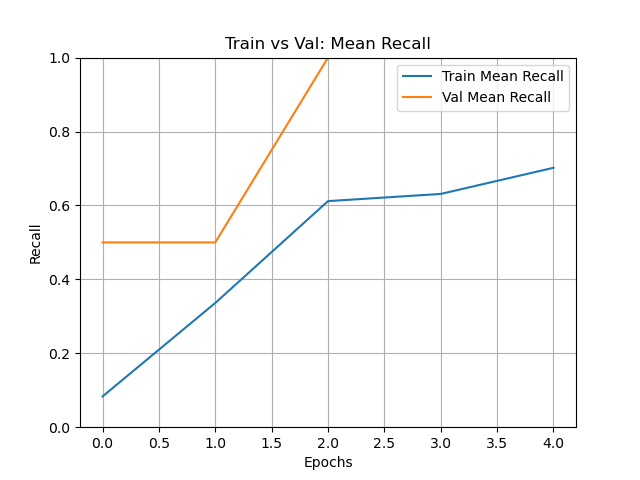 Train vs Val: Mean Recall
1.0
0.8
0.6
0.4
0.2
0.0
Recall
Train Mean Recall
Val Mean Recall
0.0 0.5 1.0 1.5 2.0 2.5 3.0 3.5 4.0
Epochs